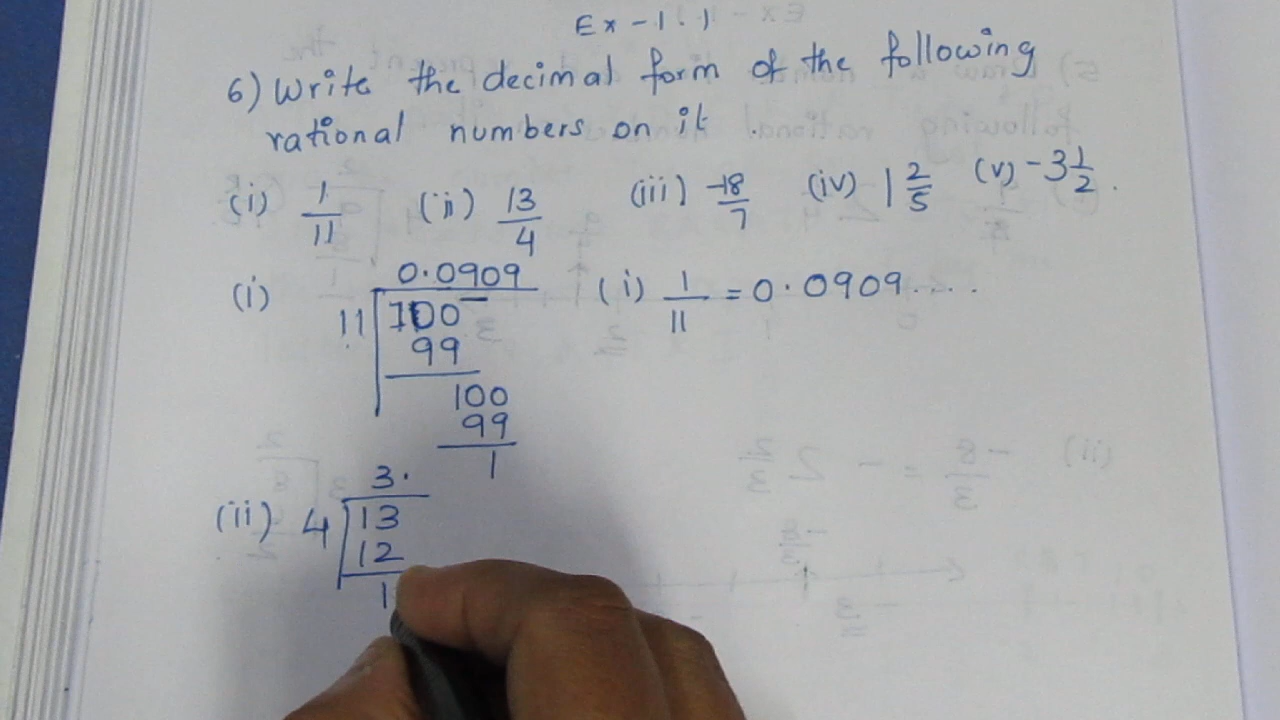 Ex - 1.1
6) Write the decimal form of the following
rational numbers on it.
(i) 1/11 (ii) 13/4 (iii) -18/7 (iv) 1 2/5 (v) -3 1/2.
0.0909
(i) 11 100 (i) 1/11 = 0.0909....
99
100
99
1
3.
(ii) 4 13
12
1